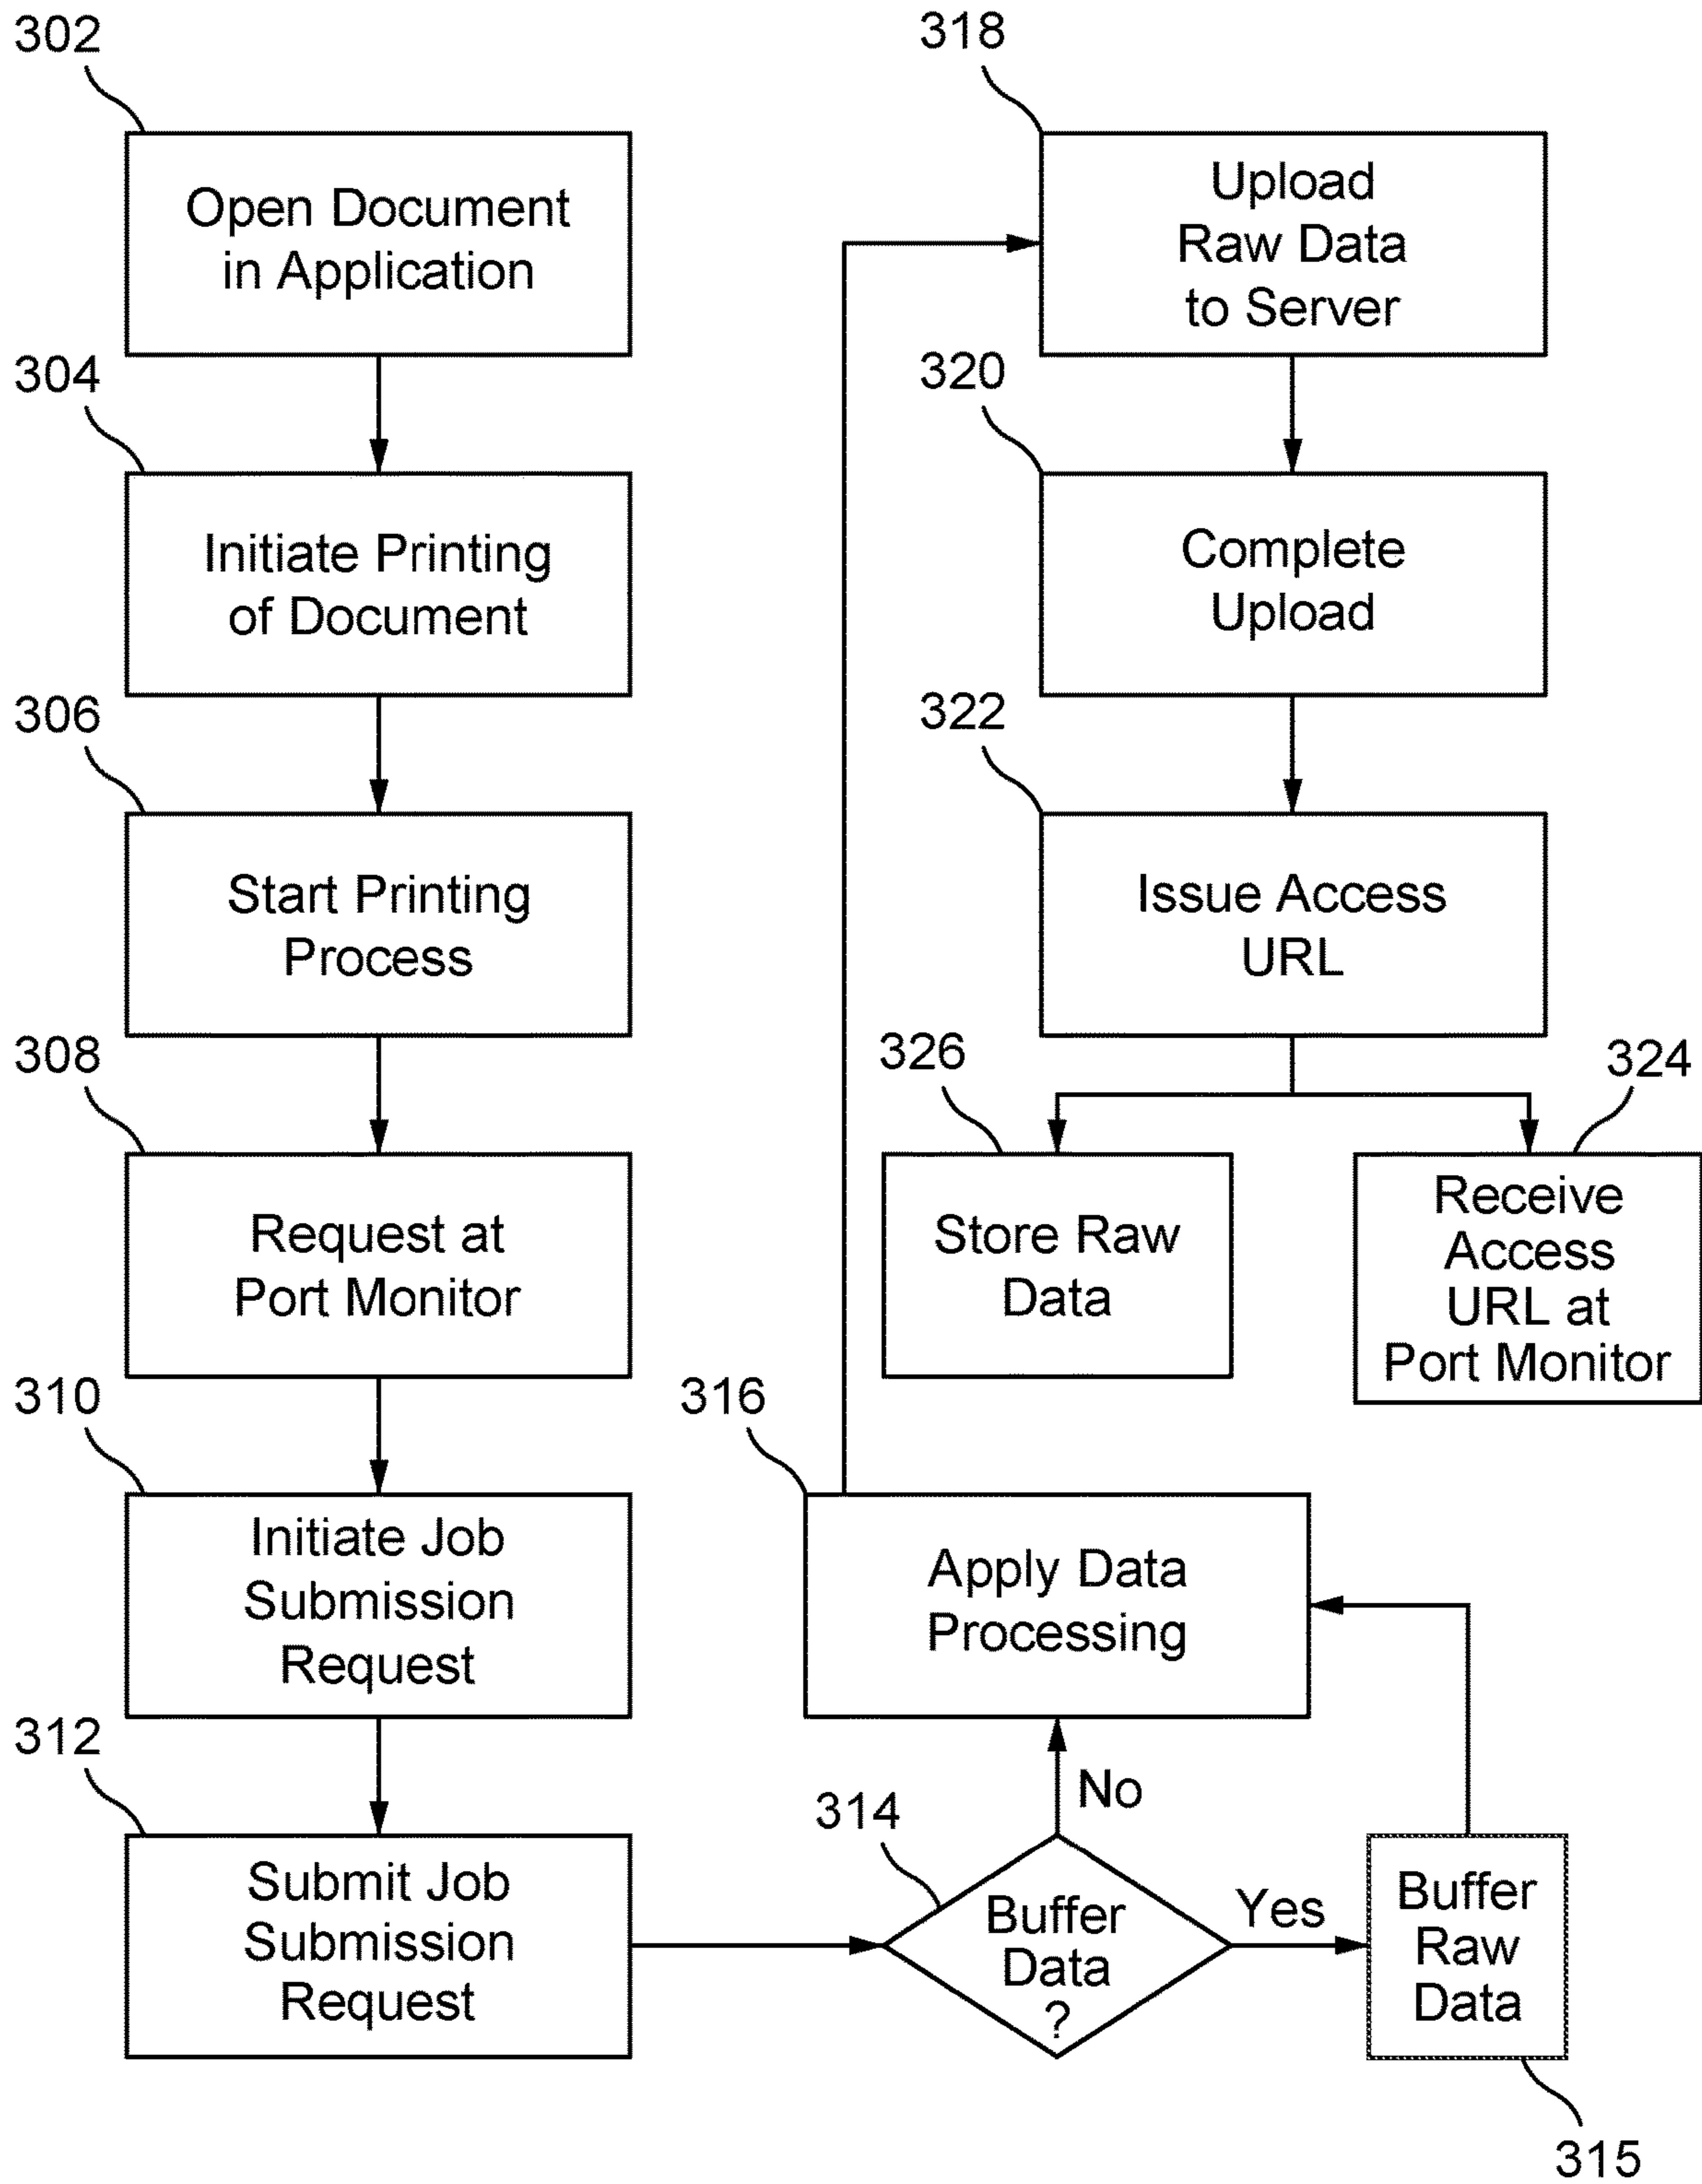 302
Open Document
in Application
304
Initiate Printing
of Document
306
Start Printing
Process
308
Request at
Port Monitor
310
Initiate Job
Submission
Request
312
Submit Job
Submission
Request
314
Buffer
Data
?
No
Yes
Buffer
Raw
Data
315
316
Apply Data
Processing
318
Upload
Raw Data
to Server
320
Complete
Upload
322
Issue Access
URL
326
Store Raw
Data
324
Receive
Access
URL at
Port Monitor